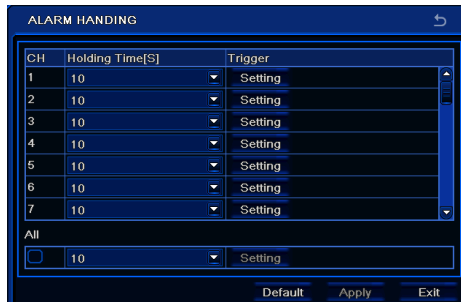 ALARM HANDING
CH Holding Time[S] Trigger
1 10 Setting
2 10 Setting
3 10 Setting
4 10 Setting
5 10 Setting
6 10 Setting
7 10 Setting
All
10 Setting
Default Apply Exit